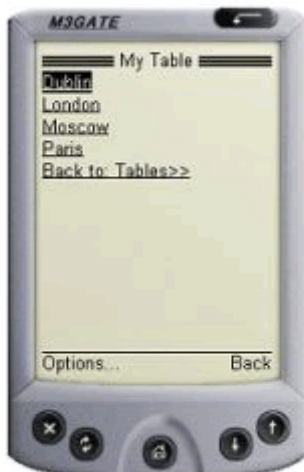 M3GATE
My Table
Dublin
London
Moscow
Paris
Back to: Tables>>
Options... Back